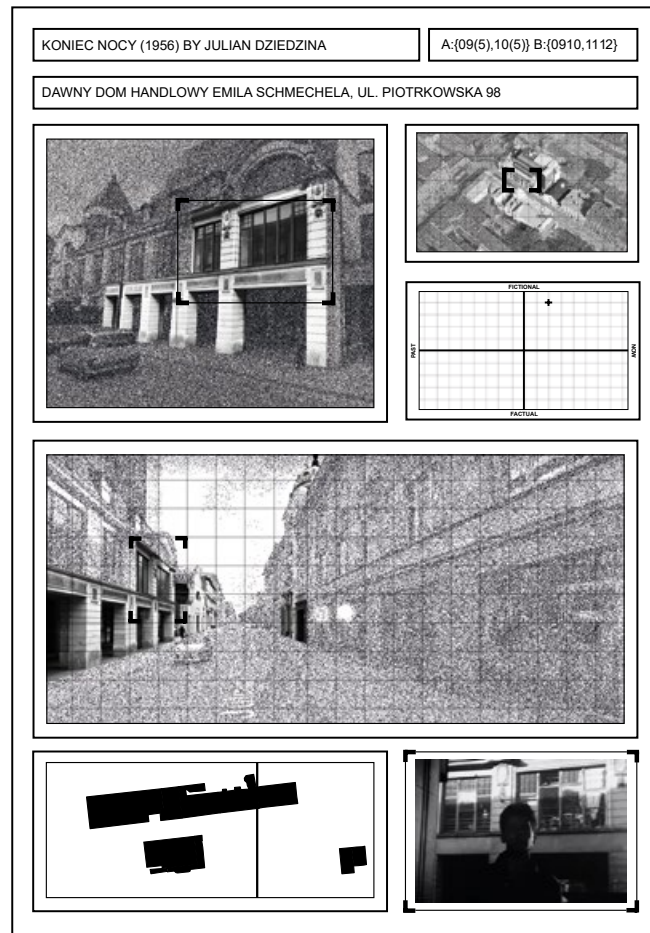 KONIEC NOCY (1956) BY JULIAN DZIEDZINA
A:{09(5),10(5)} B:{0910,1112}
DAWNY DOM HANDLOWY EMILA SCHMECHELA, UL. PIOTRKOWSKA 98
FICTIONAL
PAST
NOW
FACTUAL